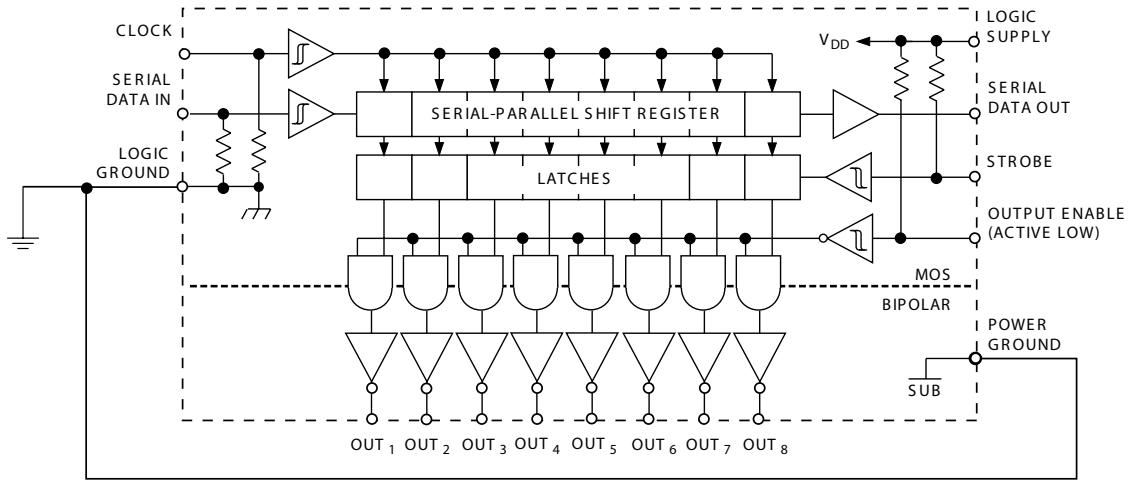 CLOCK
SERIAL
DATA IN
LOGIC
GROUND
V DD
LOGIC
SUPPLY
SERIAL-PARALLEL SHIFT REGISTER
SERIAL
DATA OUT
LATCHES
STROBE
OUTPUT ENABLE
(ACTIVE LOW)
MOS
BIPOLAR
POWER
GROUND
SUB
OUT 1
OUT 2
OUT 3
OUT 4
OUT 5
OUT 6
OUT 7
OUT 8